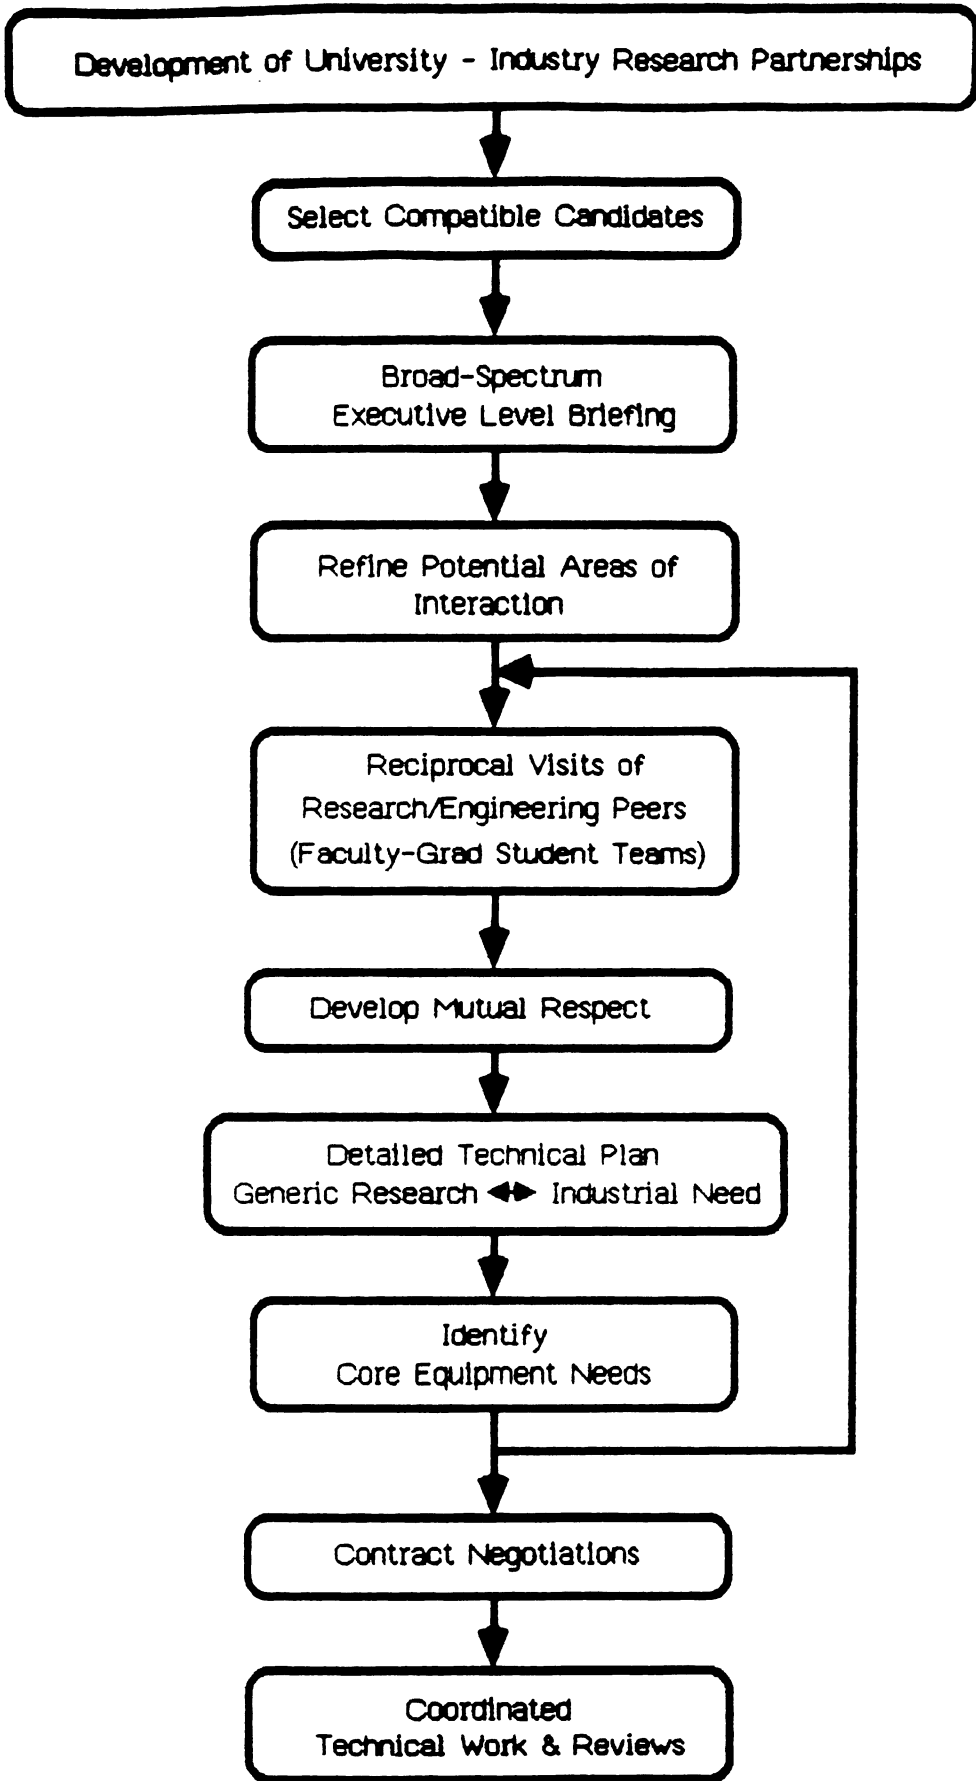 Development of University - Industry Research Partnerships
Select Compatible Candidates
Broad-Spectrum
Executive Level Briefing
Refine Potential Areas of
Interaction
Reciprocal Visits of
Research/Engineering Peers
(Faculty-Grad Student Teams)
Develop Mutual Respect
Detailed Technical Plan
Generic Research ◄► Industrial Need
Identify
Core Equipment Needs
Contract Negotiations
Coordinated
Technical Work & Reviews